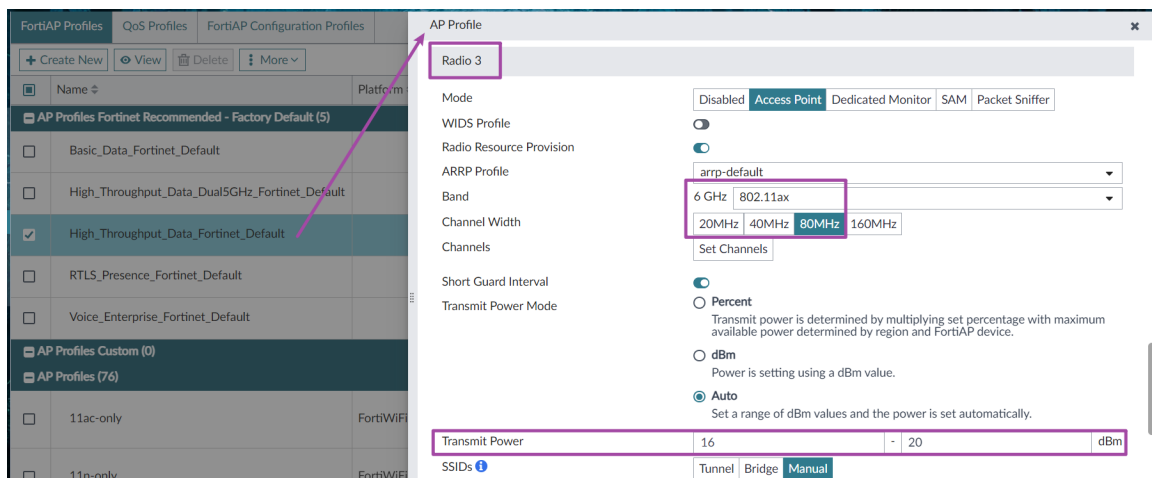 FortiAP Profiles QoS Profiles FortiAP Configuration Profiles
+ Create New View Delete More
Name Platform
AP Profiles Fortinet Recommended - Factory Default (5)
Basic_Data_Fortinet_Default
High_Throughput_Data_Dual5GHz_Fortinet_Default
High_Throughput_Data_Fortinet_Default
RTLS_Presence_Fortinet_Default
Voice_Enterprise_Fortinet_Default
AP Profiles Custom (0)
AP Profiles (76)
11ac-only FortiWiFi
11n-only FortiWiFi
AP Profile
Radio 3
Mode Disabled Access Point Dedicated Monitor SAM Packet Sniffer
WIDS Profile
Radio Resource Provision
ARRP Profile arrp-default
Band 6 GHz 802.11ax
Channel Width 20MHz 40MHz 80MHz 160MHz
Channels Set Channels
Short Guard Interval
Transmit Power Mode Percent
Transmit power is determined by multiplying set percentage with maximum
available power determined by region and FortiAP device.
dBm
Power is setting using a dBm value.
Auto
Set a range of dBm values and the power is set automatically.
Transmit Power 16 - 20 dBm
SSIDs Tunnel Bridge Manual